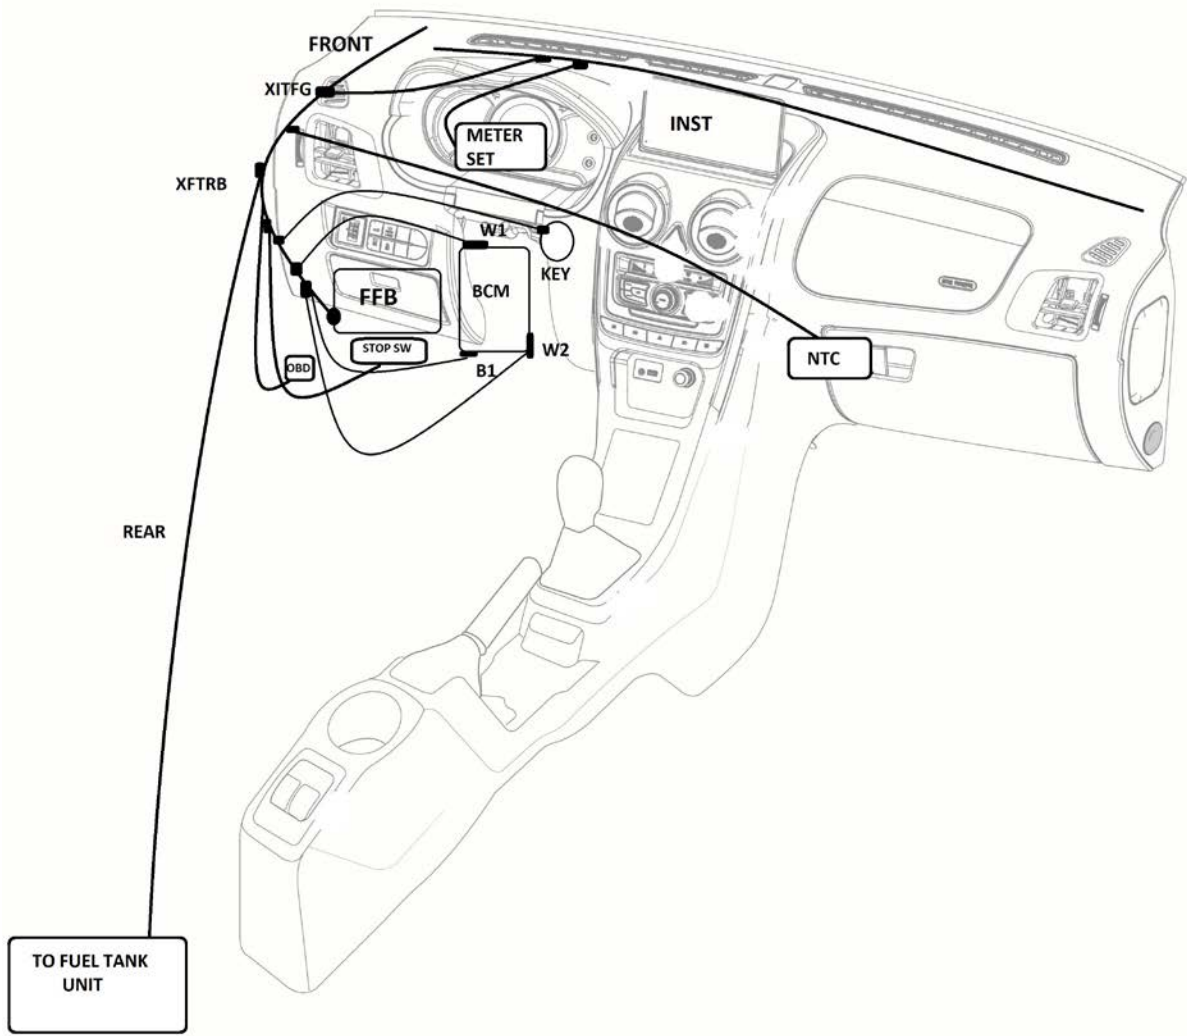 FRONT
XITFG
METER
SET
INST
XFTRB
W1
KEY
FFB
BCM
STOP SW
W2
OBD
B1
NTC
REAR
TO FUEL TANK
UNIT